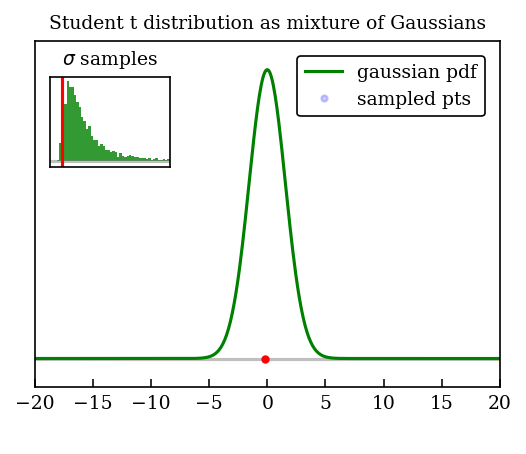 Student t distribution as mixture of Gaussians
σ samples
gaussian pdf
sampled pts
−20 −15 −10 −5 0 5 10 15 20